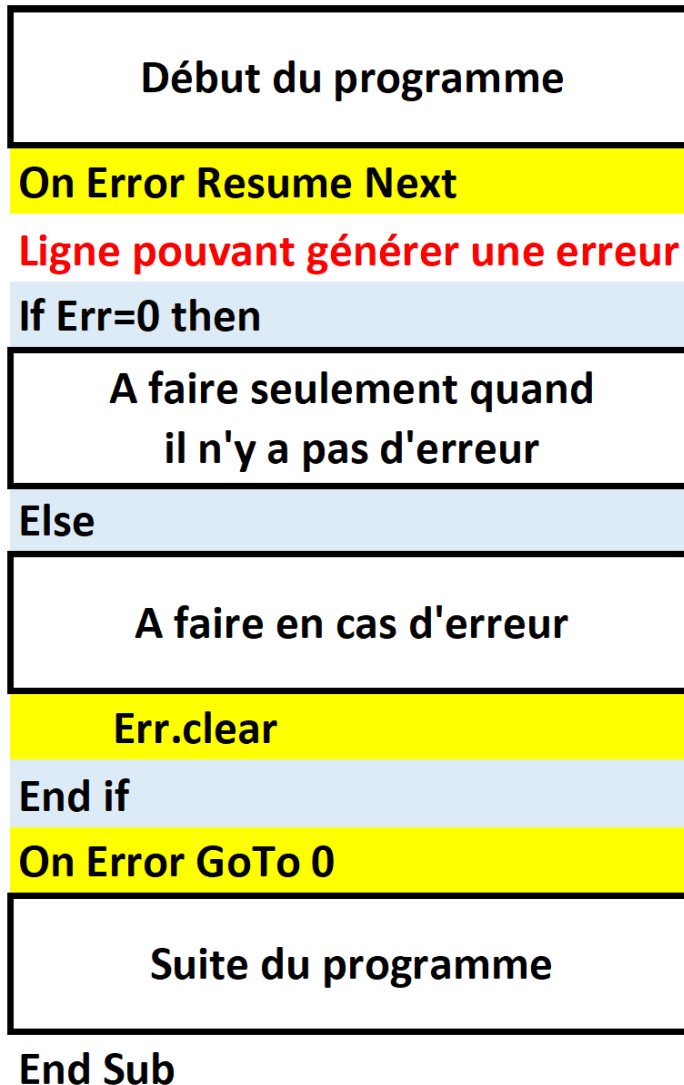 Début du programme
On Error Resume Next
Ligne pouvant générer une erreur
If Err=0 then
A faire seulement quand
il n'y a pas d'erreur
Else
A faire en cas d'erreur
Err.clear
End if
On Error GoTo 0
Suite du programme
End Sub